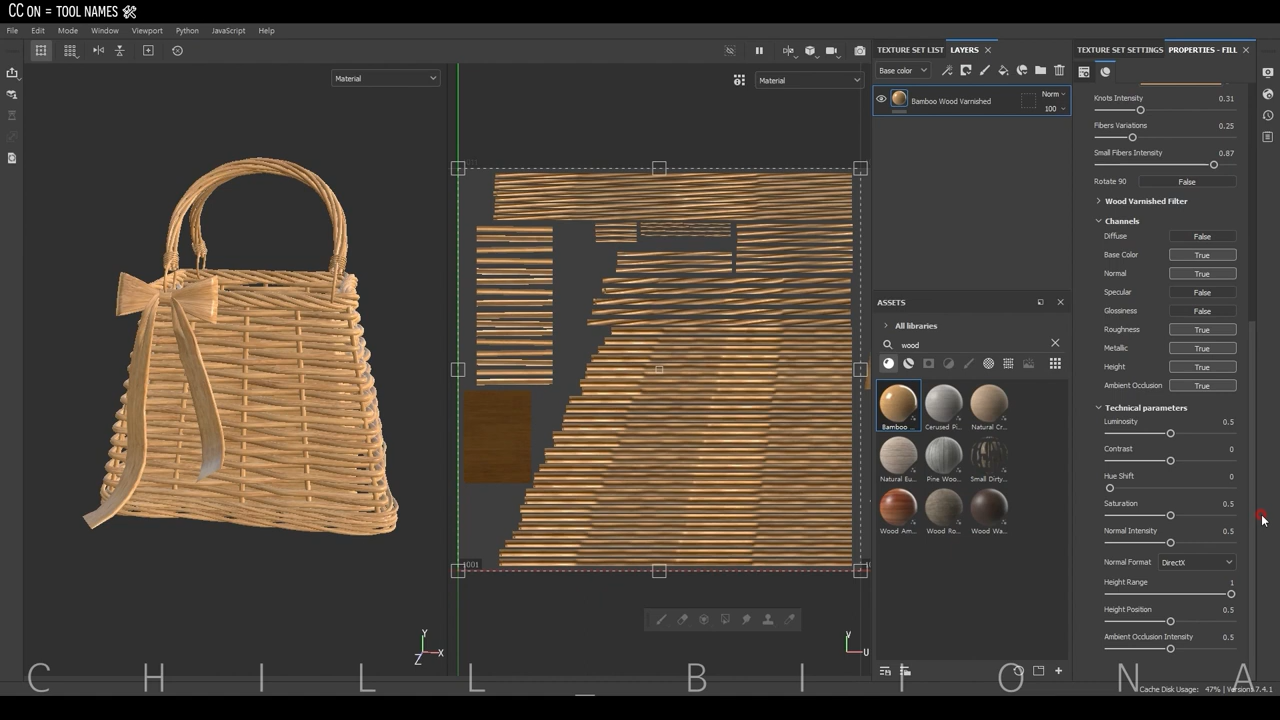 CC ON = TOOL NAMES 🛠
File Edit Mode Window Viewport Python JavaScript Help
Material
Material
TEXTURE SET LIST LAYERS
Base color
Bamboo Wood Varnished
Norm
100
ASSETS
All libraries
wood
Bamboo ... Cerused Pi... Natural Cr...
Natural Eu... Pine Woo... Small Dirty...
Wood Am... Wood Ro... Wood Wa...
TEXTURE SET SETTINGS PROPERTIES - FILL
Knots Intensity 0.31
Fibers Variations 0.25
Small Fibers Intensity 0.87
Rotate 90 False
Wood Varnished Filter
Channels
Diffuse False
Base Color True
Normal True
Specular False
Glossiness False
Roughness True
Metallic True
Height True
Ambient Occlusion True
Technical parameters
Luminosity 0.5
Contrast 0
Hue Shift 0
Saturation 0.5
Normal Intensity 0.5
Normal Format DirectX
Height Range 1
Height Position 0.5
Ambient Occlusion Intensity 0.5
1001
Y
Z X
V
U
C H I L L _ B I I O N A
Cache Disk Usage: 47% | Version: 7.4.1